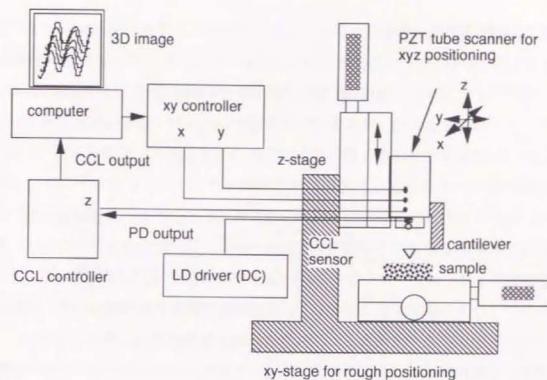 3D image
PZT tube scanner for
xyz positioning
computer
xy controller
x y
z
y
x
CCL output
z-stage
z
PD output
CCL controller
LD driver (DC)
CCL
sensor
cantilever
sample
xy-stage for rough positioning